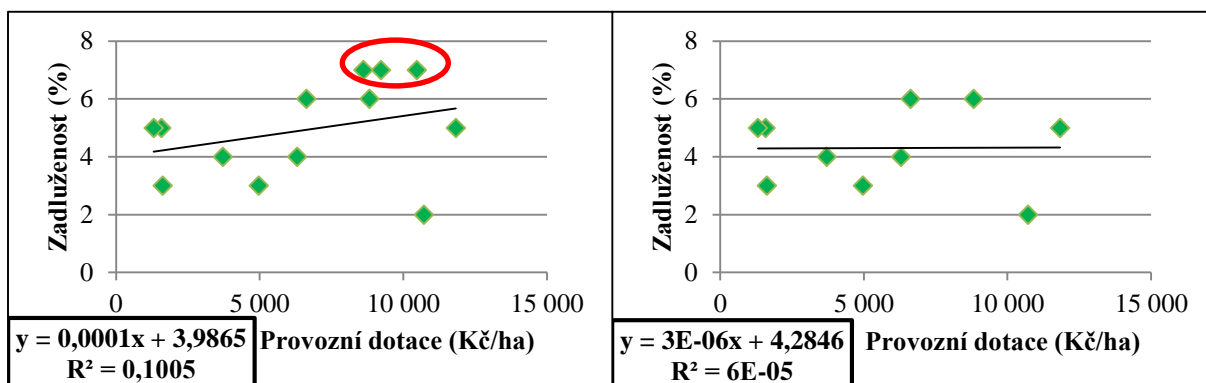 Zadluženost (%)
8
6
4
2
0
0 5 000 10 000 15 000
Provozní dotace (Kč/ha)
y = 0,0001x + 3,9865
R² = 0,1005
Zadluženost (%)
8
6
4
2
0
0 5 000 10 000 15 000
Provozní dotace (Kč/ha)
y = 3E-06x + 4,2846
R² = 6E-05